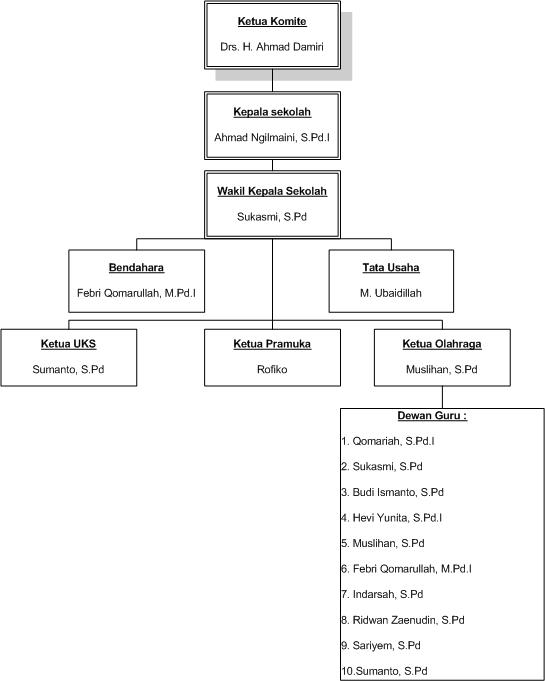 Ketua Komite
Drs. H. Ahmad Damiri
Kepala sekolah
Ahmad Ngilmaini, S.Pd.I
Wakil Kepala Sekolah
Sukasmi, S.Pd
Bendahara
Febri Qomarullah, M.Pd.I
Tata Usaha
M. Ubaidillah
Ketua UKS
Sumanto, S.Pd
Ketua Pramuka
Rofiko
Ketua Olahraga
Muslihan, S.Pd
Dewan Guru :
1. Qomariah, S.Pd.I
2. Sukasmi, S.Pd
3. Budi Ismanto, S.Pd
4. Hevi Yunita, S.Pd.I
5. Muslihan, S.Pd
6. Febri Qomarullah, M.Pd.I
7. Indarsah, S.Pd
8. Ridwan Zaenudin, S.Pd
9. Sariyem, S.Pd
10.Sumanto, S.Pd